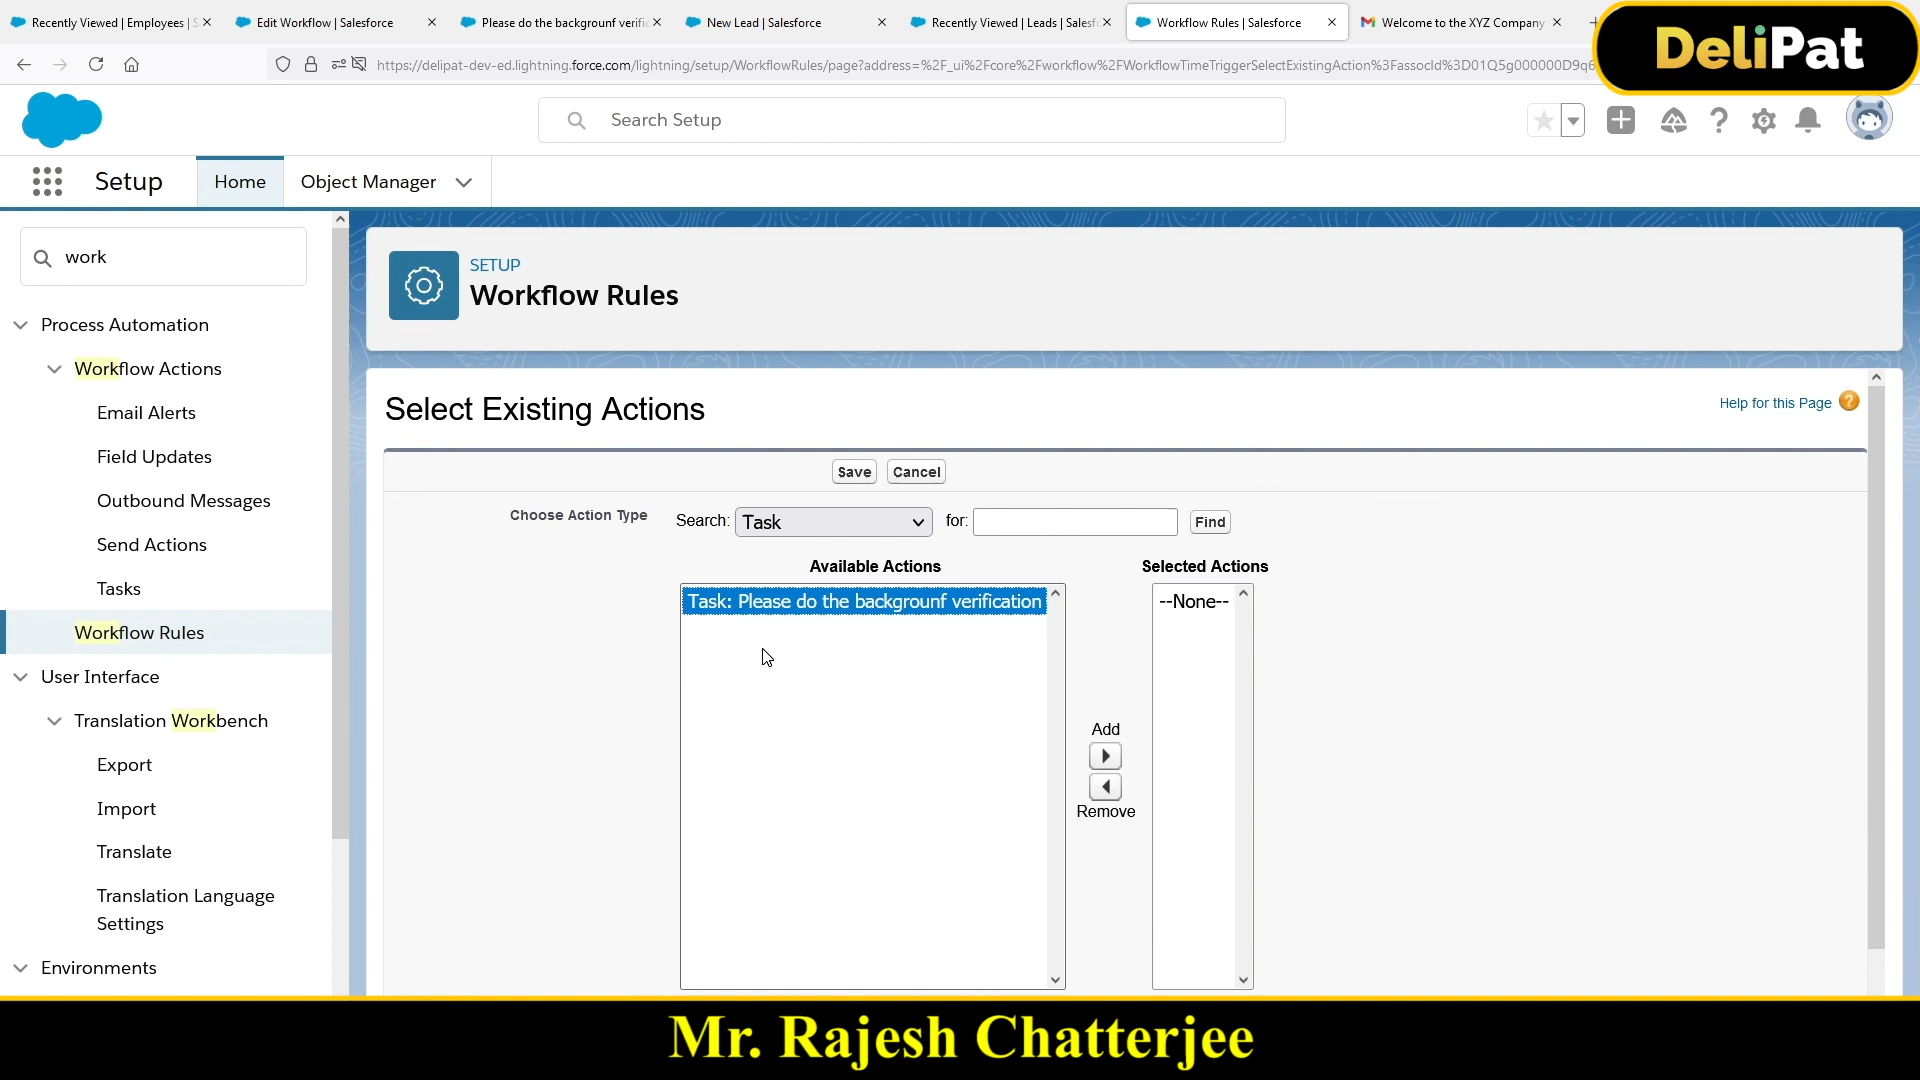 Recently Viewed | Employees | S
Edit Workflow | Salesforce
Please do the backgrounf verific
New Lead | Salesforce
Recently Viewed | Leads | Salesf
Workflow Rules | Salesforce
Welcome to the XYZ Company
DeliPat
https://delipat-dev-ed.lightning.force.com/lightning/setup/WorkflowRules/page?address=%2F_ui%2Fcore%2Fworkflow%2FWorkflowTimeTriggerSelectExistingAction%3FassocId%3D01Q5g000000D9q6
Search Setup
Setup
Home
Object Manager
work
SETUP
Workflow Rules
Process Automation
Workflow Actions
Email Alerts
Field Updates
Outbound Messages
Send Actions
Tasks
Workflow Rules
User Interface
Translation Workbench
Export
Import
Translate
Translation Language
Settings
Environments
Select Existing Actions
Help for this Page
Save
Cancel
Choose Action Type
Search:
Task
for:
Find
Available Actions
Selected Actions
Task: Please do the backgrounf verification
--None--
Add
Remove
Mr. Rajesh Chatterjee